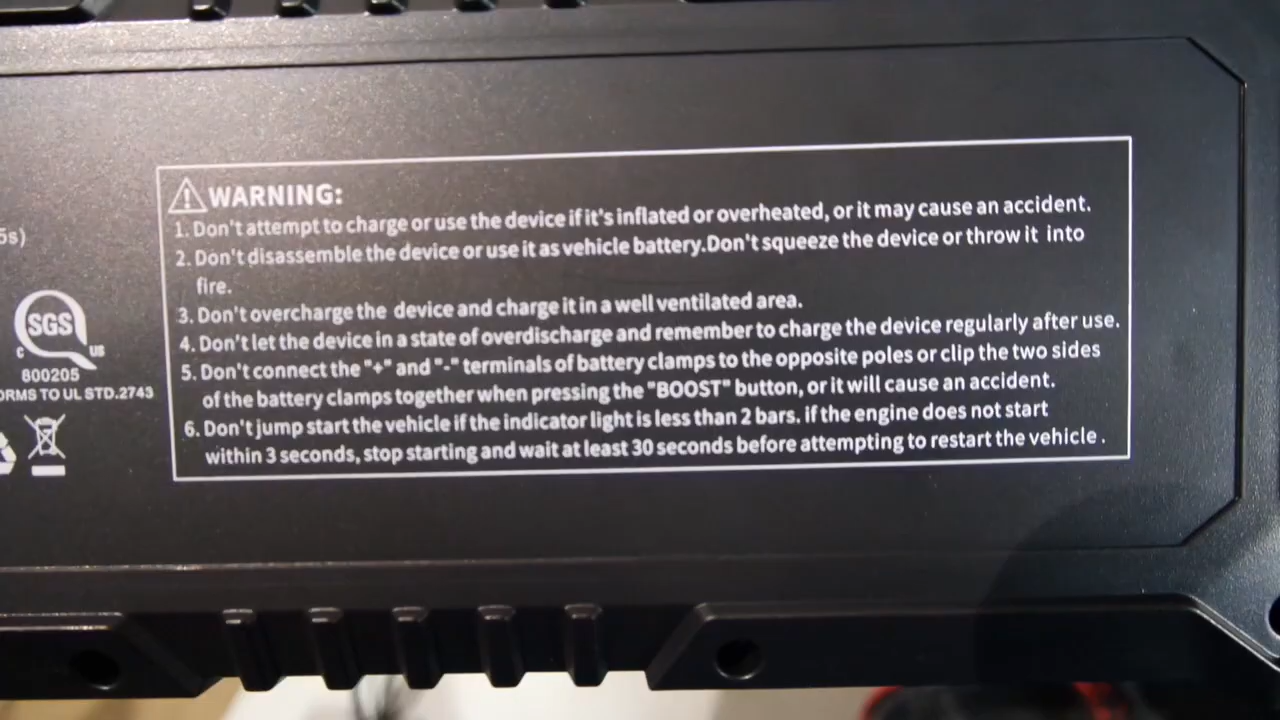 WARNING:
1. Don't attempt to charge or use the device if it's inflated or overheated, or it may cause an accident.
2. Don't disassemble the device or use it as vehicle battery.Don't squeeze the device or throw it into
fire.
3. Don't overcharge the device and charge it in a well ventilated area.
4. Don't let the device in a state of overdischarge and remember to charge the device regularly after use.
5. Don't connect the "+" and "-" terminals of battery clamps to the opposite poles or clip the two sides
of the battery clamps together when pressing the "BOOST" button, or it will cause an accident.
6. Don't jump start the vehicle if the indicator light is less than 2 bars. if the engine does not start
within 3 seconds, stop starting and wait at least 30 seconds before attempting to restart the vehicle .
5s)
SGS
C US
600205
ORMS TO UL STD.2743